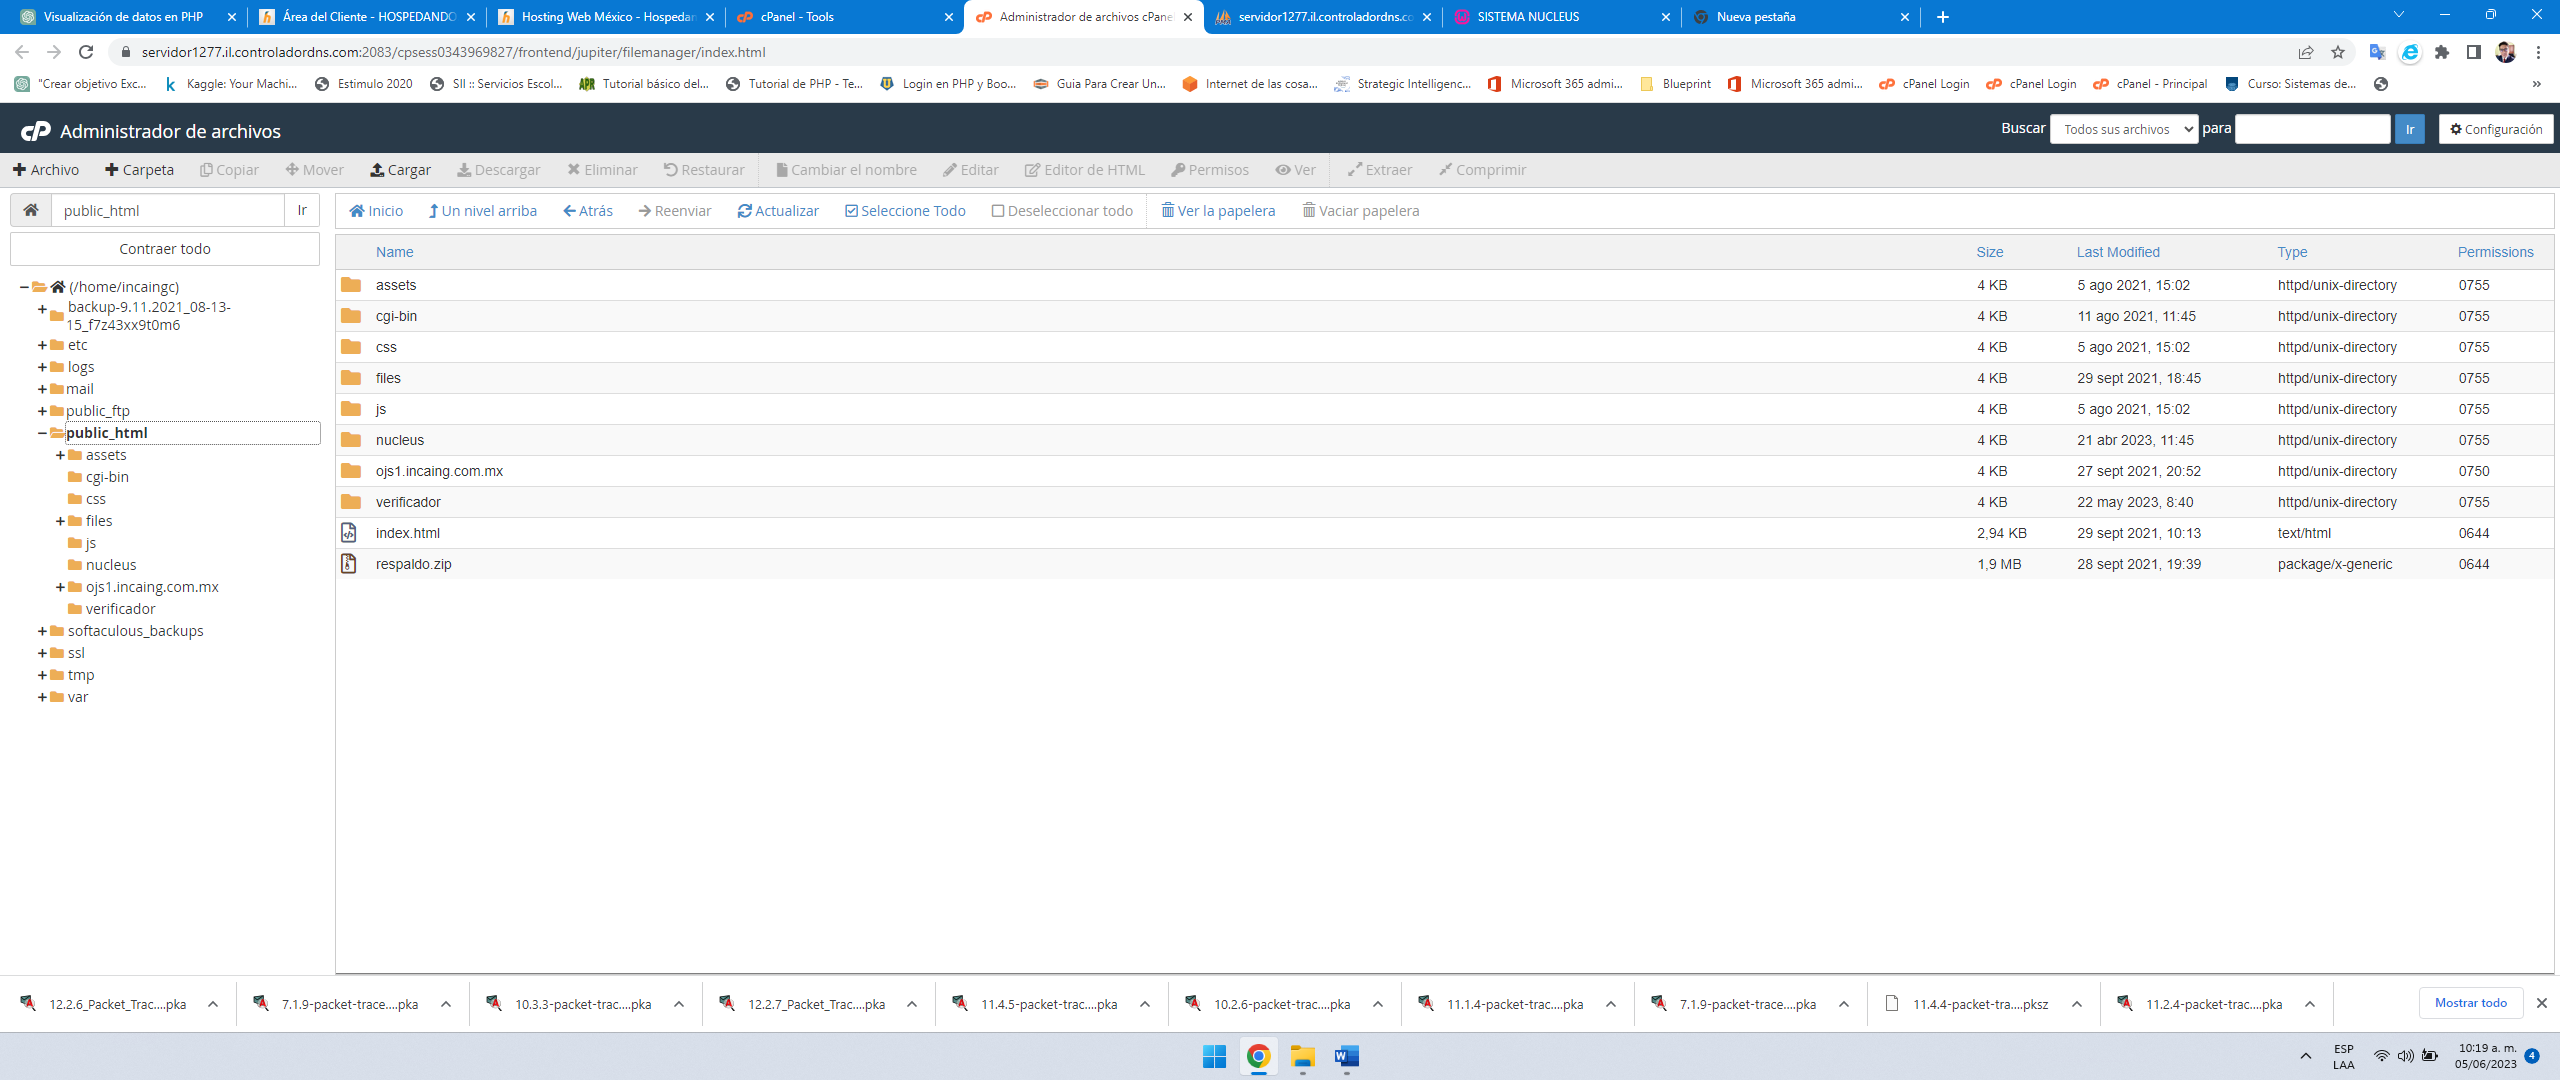 Visualización de datos en PHP
Área del Cliente - HOSPEDANDO
Hosting Web México - Hospedan
cPanel - Tools
Administrador de archivos cPane
servidor1277.il.controladordns.co
SISTEMA NUCLEUS
Nueva pestaña
servidor1277.il.controladordns.com:2083/cpsess0343969827/frontend/jupiter/filemanager/index.html
"Crear objetivo Exc...
Kaggle: Your Machi...
Estimulo 2020
SII :: Servicios Escol...
Tutorial básico del...
Tutorial de PHP - Te...
Login en PHP y Boo...
Guia Para Crear Un...
Internet de las cosa...
Strategic Intelligenc...
Microsoft 365 admi...
Blueprint
Microsoft 365 admi...
cPanel Login
cPanel Login
cPanel - Principal
Curso: Sistemas de...
»
cP Administrador de archivos
Buscar Todos sus archivos para Ir Configuración
Archivo Carpeta Copiar Mover Cargar Descargar Eliminar Restaurar Cambiar el nombre Editar Editor de HTML Permisos Ver Extraer Comprimir
public_html Ir
Contraer todo
(/home/incaingc)
backup-9.11.2021_08-13-
15_f7z43xx9t0m6
etc
logs
mail
public_ftp
public_html
assets
cgi-bin
css
files
js
nucleus
ojs1.incaing.com.mx
verificador
softaculous_backups
ssl
tmp
var
Inicio Un nivel arriba Atrás Reenviar Actualizar Seleccione Todo Deseleccionar todo Ver la papelera Vaciar papelera
Name Size Last Modified Type Permissions
assets 4 KB 5 ago 2021, 15:02 httpd/unix-directory 0755
cgi-bin 4 KB 11 ago 2021, 11:45 httpd/unix-directory 0755
css 4 KB 5 ago 2021, 15:02 httpd/unix-directory 0755
files 4 KB 29 sept 2021, 18:45 httpd/unix-directory 0755
js 4 KB 5 ago 2021, 15:02 httpd/unix-directory 0755
nucleus 4 KB 21 abr 2023, 11:45 httpd/unix-directory 0755
ojs1.incaing.com.mx 4 KB 27 sept 2021, 20:52 httpd/unix-directory 0750
verificador 4 KB 22 may 2023, 8:40 httpd/unix-directory 0755
index.html 2,94 KB 29 sept 2021, 10:13 text/html 0644
respaldo.zip 1,9 MB 28 sept 2021, 19:39 package/x-generic 0644
12.2.6_Packet_Trac....pka
7.1.9-packet-trace....pka
10.3.3-packet-trac....pka
12.2.7_Packet_Trac....pka
11.4.5-packet-trac....pka
10.2.6-packet-trac....pka
11.1.4-packet-trac....pka
7.1.9-packet-trace....pka
11.4.4-packet-tra....pksz
11.2.4-packet-trac....pka
Mostrar todo
ESP
LAA
10:19 a. m.
05/06/2023
4